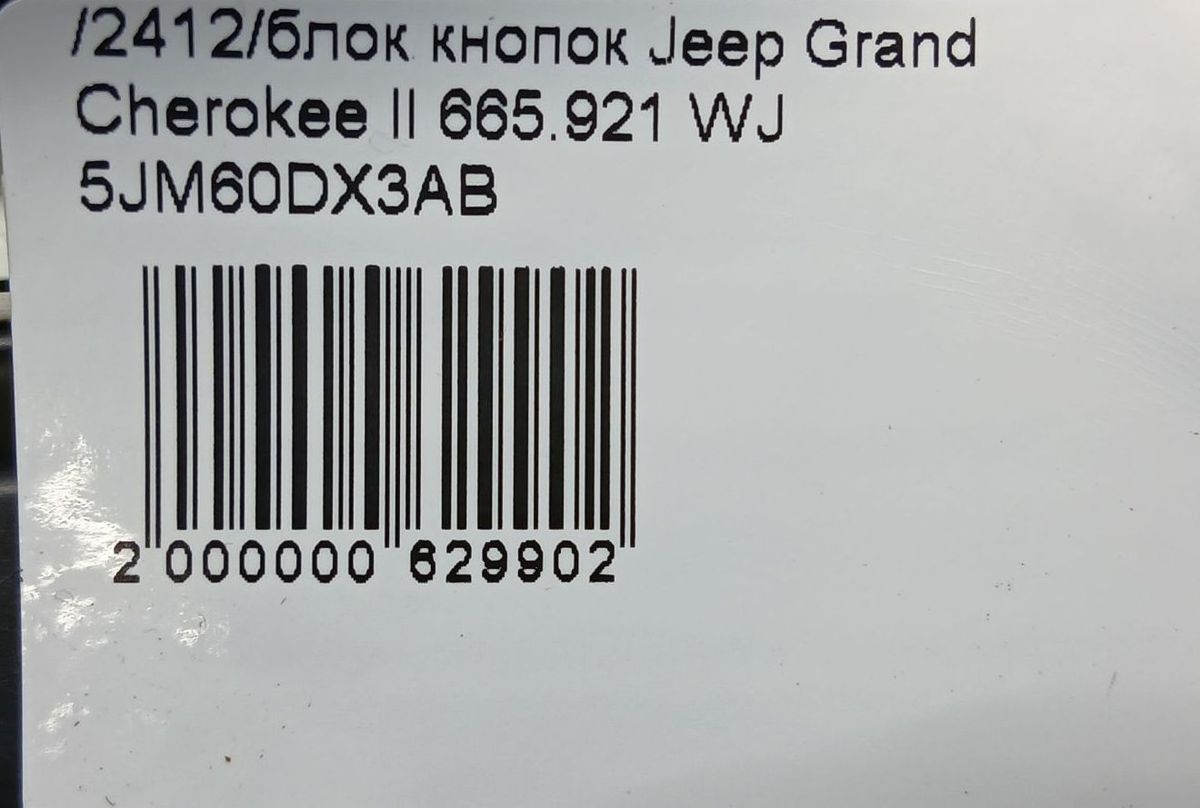 /2412/блок кнопок Jeep Grand
Cherokee II 665.921 WJ
5JM60DX3AB
2 000000 629902